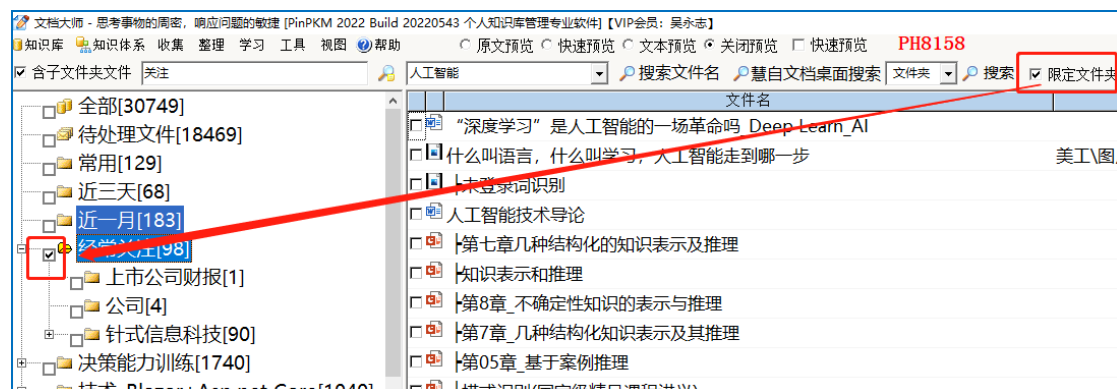 文档大师 - 思考事物的周密，响应问题的敏捷 [PinPKM 2022 Build 20220543 个人知识库管理专业软件]【VIP会员：吴永志】
知识库 知识体系 收集 整理 学习 工具 视图 帮助 原文预览 快速预览 文本预览 关闭预览 快速预览 PH8158
含子文件夹文件 关注 人工智能 搜索文件名 慧自文档桌面搜索 文件夹 搜索 限定文件夹
文件名
全部[30749]
待处理文件[18469]
常用[129]
近三天[68]
近一月[183]
经常关注[98]
上市公司财报[1]
公司[4]
针式信息科技[90]
决策能力训练[1740]
“深度学习”是人工智能的一场革命吗_Deep Learn_AI
什么叫语言，什么叫学习，人工智能走到哪一步 美工\图
├未登录词识别
人工智能技术导论
├第七章几种结构化的知识表示及推理
├知识表示和推理
├第8章_不确定性知识的表示与推理
├第7章_几种结构化知识表示及其推理
├第05章_基于案例推理